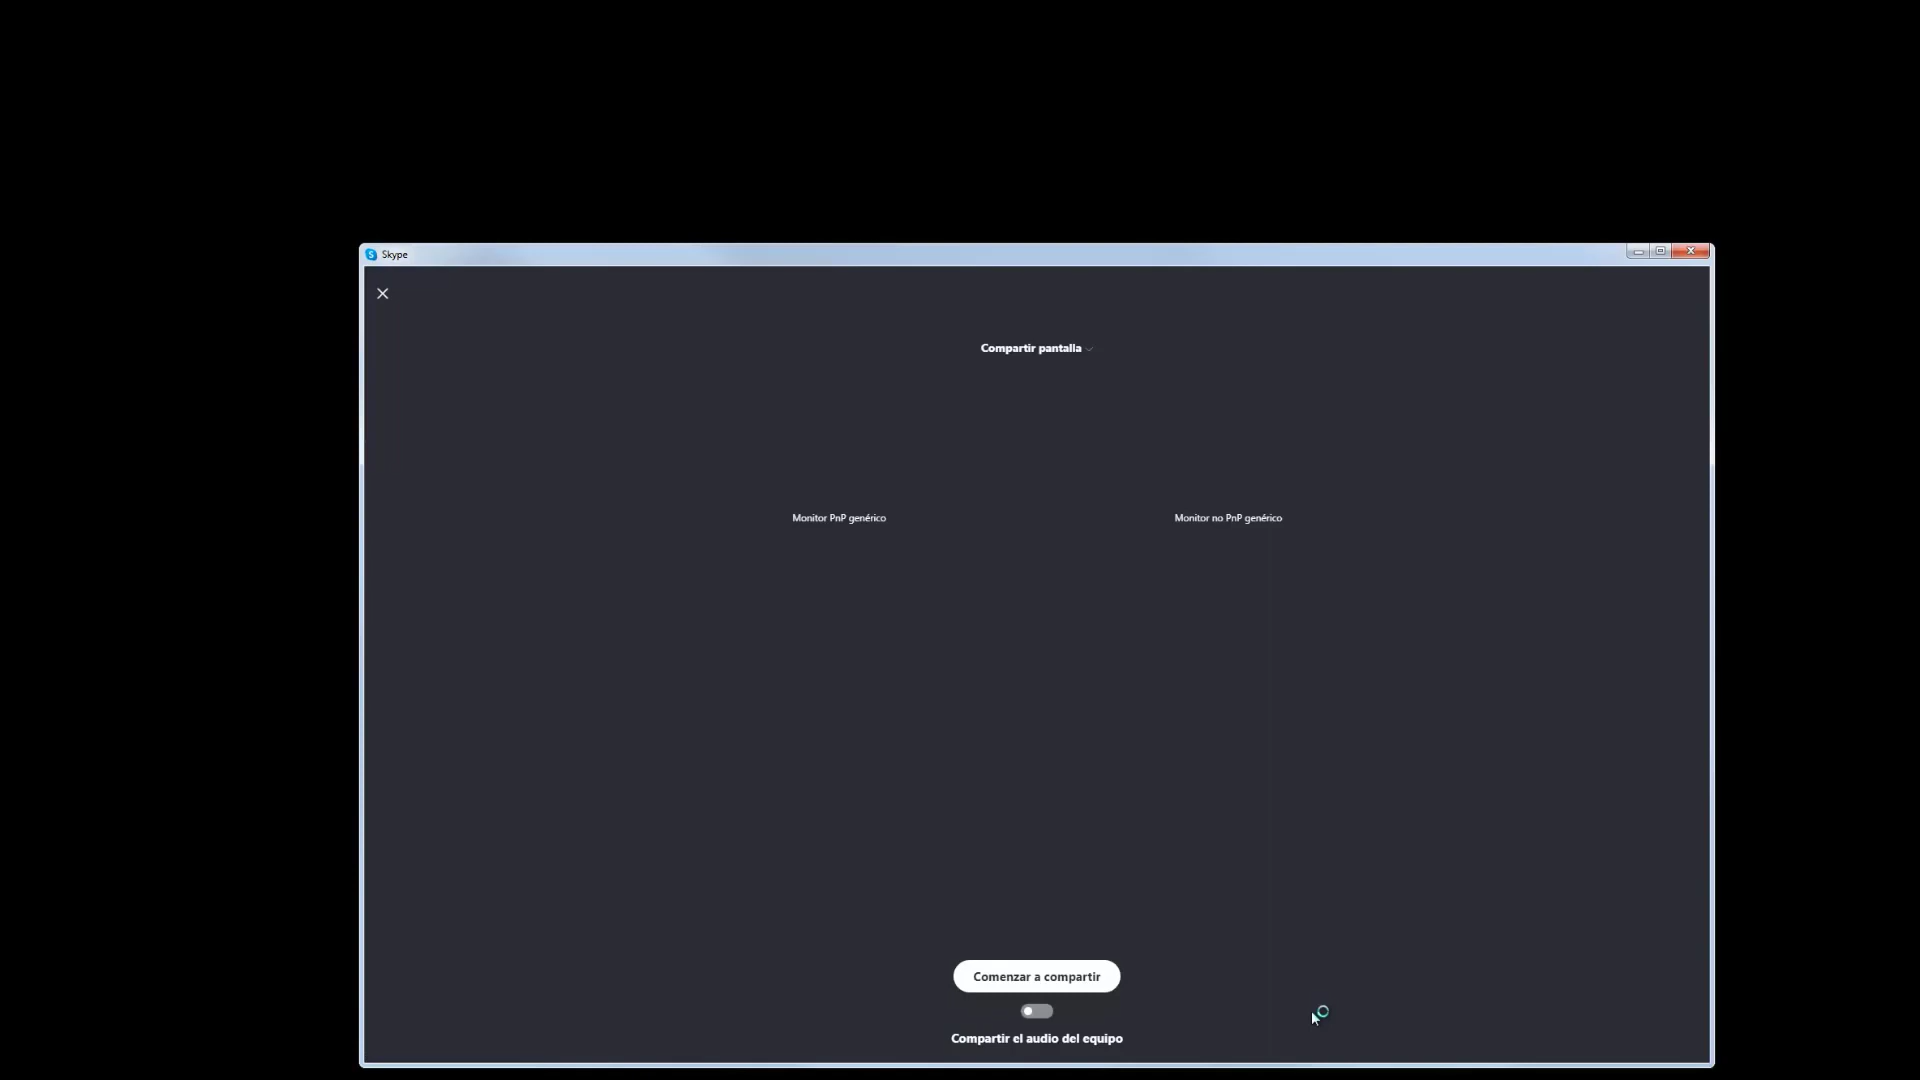 Skype
Compartir pantalla
Monitor PnP genérico
Monitor no PnP genérico
Comenzar a compartir
Compartir el audio del equipo